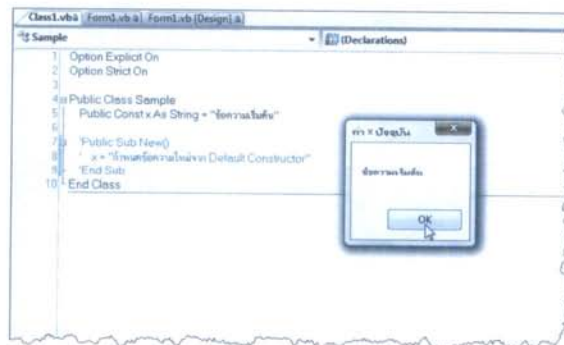 Class1.vb Form1.vb Form1.vb [Design]
Sample (Declarations)
1 Option Explicit On
2 Option Strict On
3
4 Public Class Sample
5 Public Const x As String = "ข้อความเริ่มต้น"
6
7 'Public Sub New()
8 ' x = "กำหนดข้อความใหม่จาก Default Constructor"
9 'End Sub
10 End Class
ค่า x ปัจจุบัน
ข้อความเริ่มต้น
OK